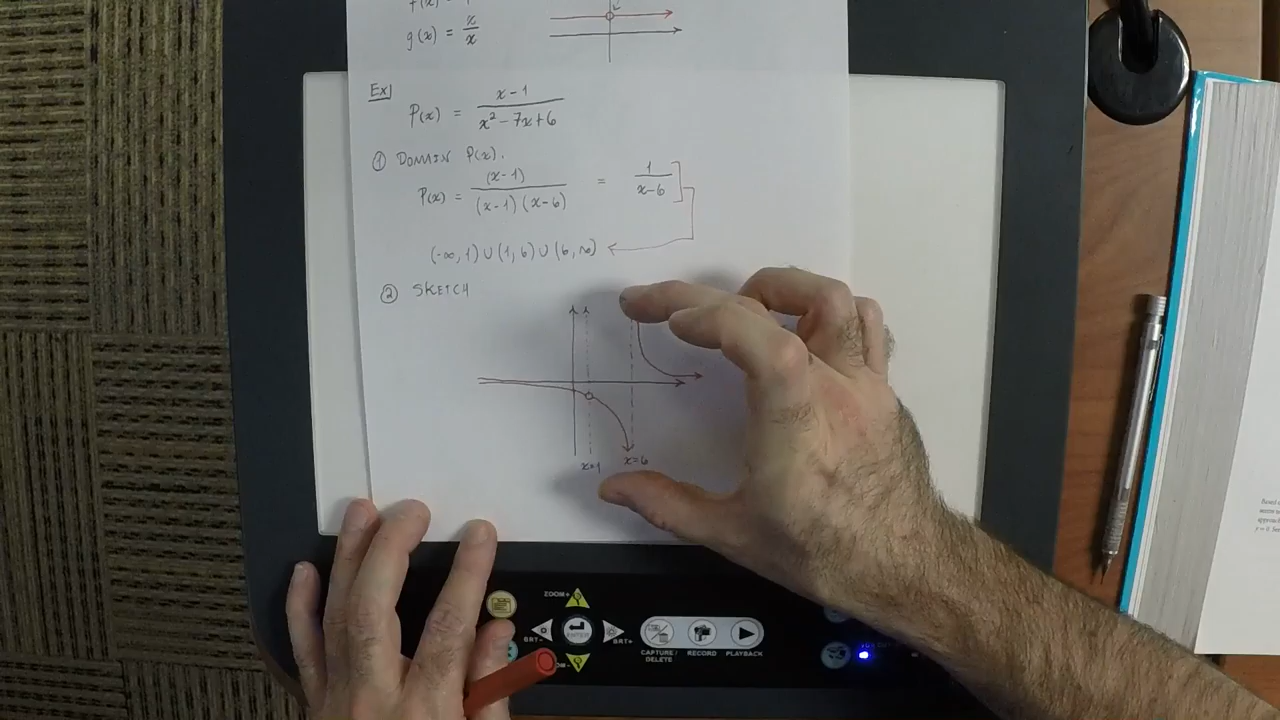 g(x) = x/x
Ex]
P(x) = x-1 / x² - 7x + 6
① DOMAIN P(x).
P(x) = (x-1) / (x-1)(x-6) = 1 / x-6
(-∞, 1) ∪ (1, 6) ∪ (6, ∞)
② SKETCH
x=1 x=6
ZOOM+
BRT- ENTER BRT+
CAPTURE/ RECORD PLAYBACK
DELETE